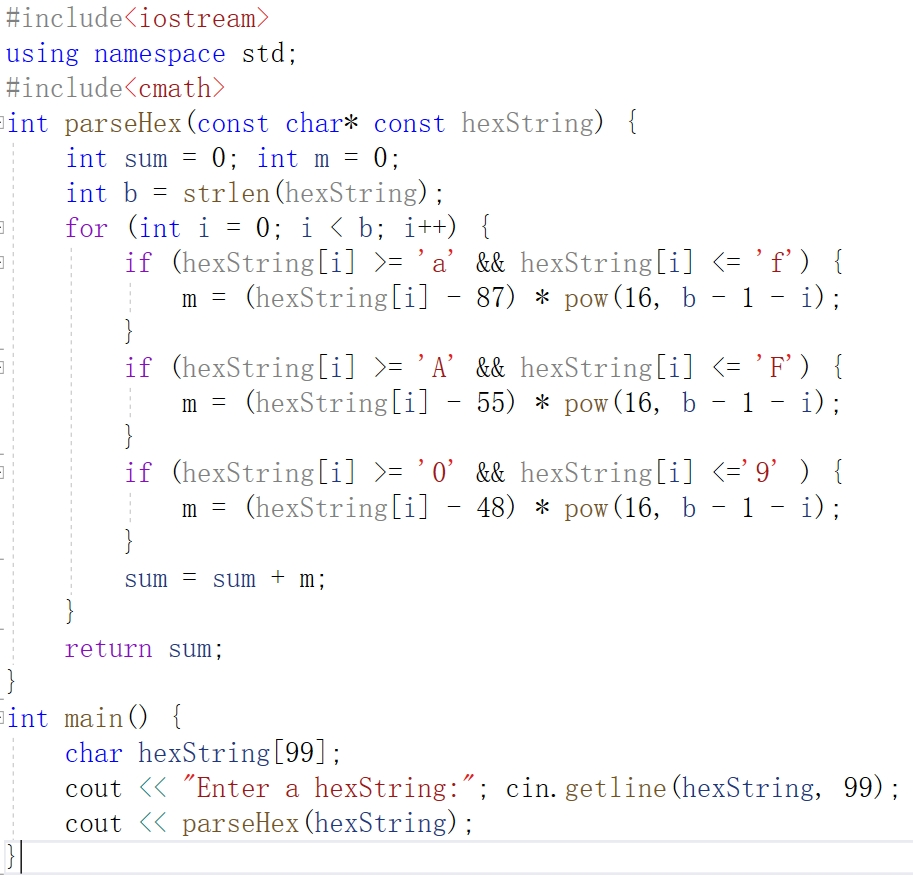 #include<iostream>
using namespace std;
#include<cmath>
int parseHex(const char* const hexString) {
    int sum = 0; int m = 0;
    int b = strlen(hexString);
    for (int i = 0; i < b; i++) {
        if (hexString[i] >= 'a' && hexString[i] <= 'f') {
            m = (hexString[i] - 87) * pow(16, b - 1 - i);
        }
        if (hexString[i] >= 'A' && hexString[i] <= 'F') {
            m = (hexString[i] - 55) * pow(16, b - 1 - i);
        }
        if (hexString[i] >= '0' && hexString[i] <='9' ) {
            m = (hexString[i] - 48) * pow(16, b - 1 - i);
        }
        sum = sum + m;
    }
    return sum;
}
int main() {
    char hexString[99];
    cout << "Enter a hexString:"; cin.getline(hexString, 99);
    cout << parseHex(hexString);
}